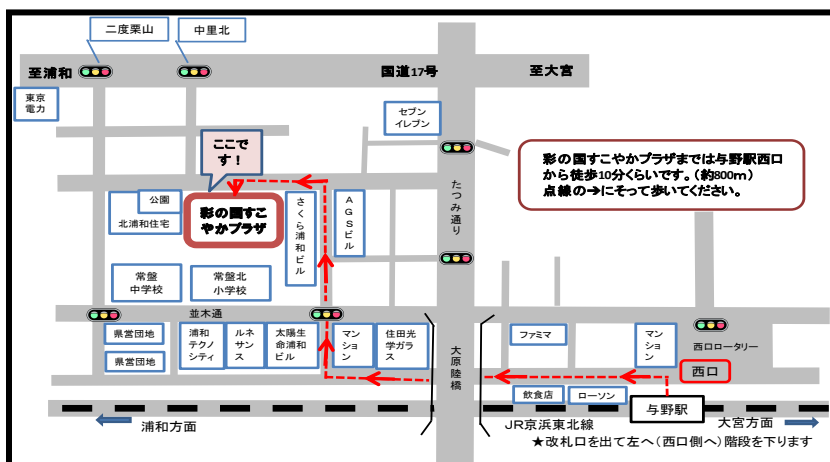 二度栗山
中里北
至浦和
国道17号
至大宮
東京
電力
セブン
イレブン
ここで
す！
彩の国すこやかプラザまでは与野駅西口
から徒歩10分くらいです。（約800m）
点線の→にそって歩いてください。
たつみ通り
公園
北浦和住宅
彩の国すこ
やかプラザ
さくら浦和ビル
AGSビル
常盤
中学校
常盤北
小学校
並木通
県営団地
県営団地
浦和
テクノ
シティ
ルネ
サン
ス
太陽生
命浦和
ビル
マン
ション
住田光
学ガラ
ス
大原陸橋
ファミマ
マン
ション
西口ロータリー
西口
飲食店
ローソン
与野駅
浦和方面
JR京浜東北線
大宮方面
★改札口を出て左へ（西口側へ）階段を下ります